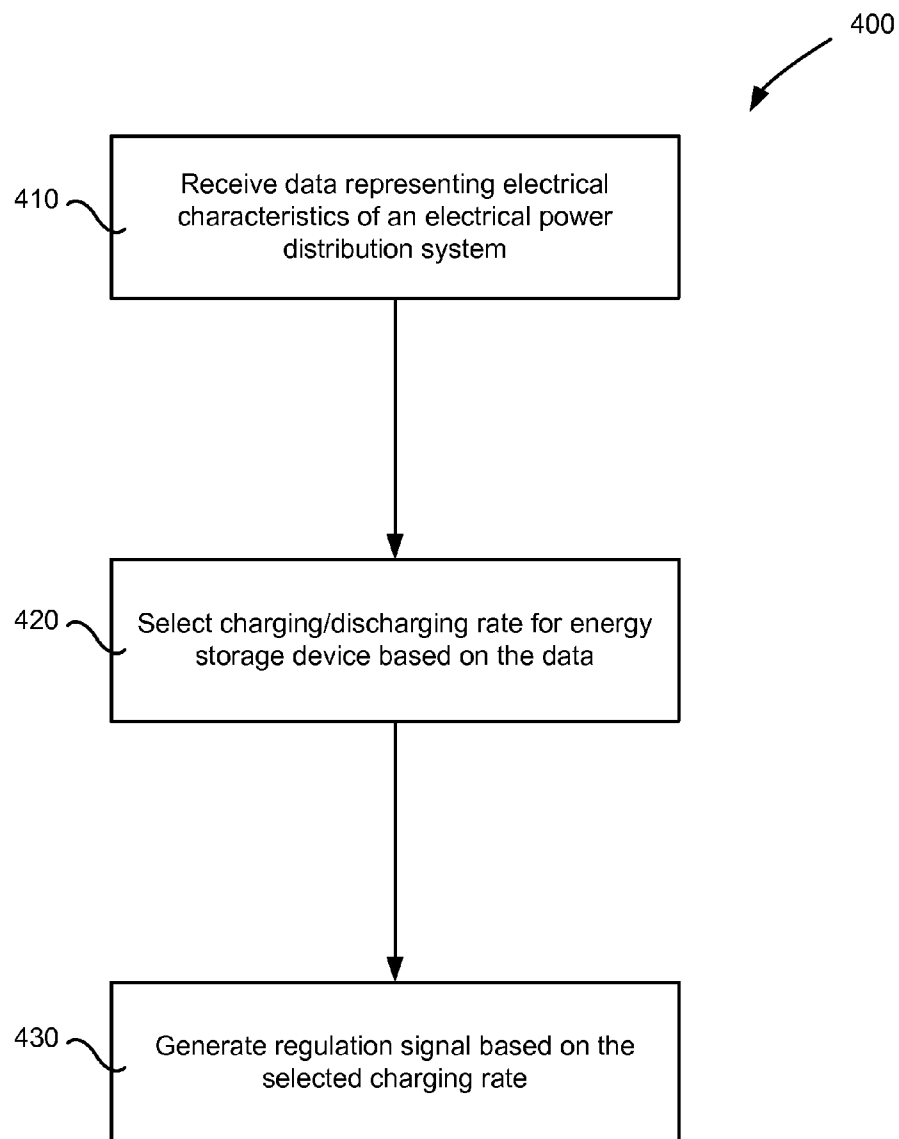 400
410
Receive data representing electrical
characteristics of an electrical power
distribution system
420
Select charging/discharging rate for energy
storage device based on the data
430
Generate regulation signal based on the
selected charging rate